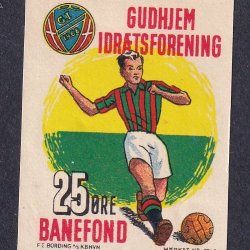 G.I.
GUDHJEM
IDRÆTSFORENING
25 ØRE
BANEFOND
F.E. BORDING A/S KBHVN